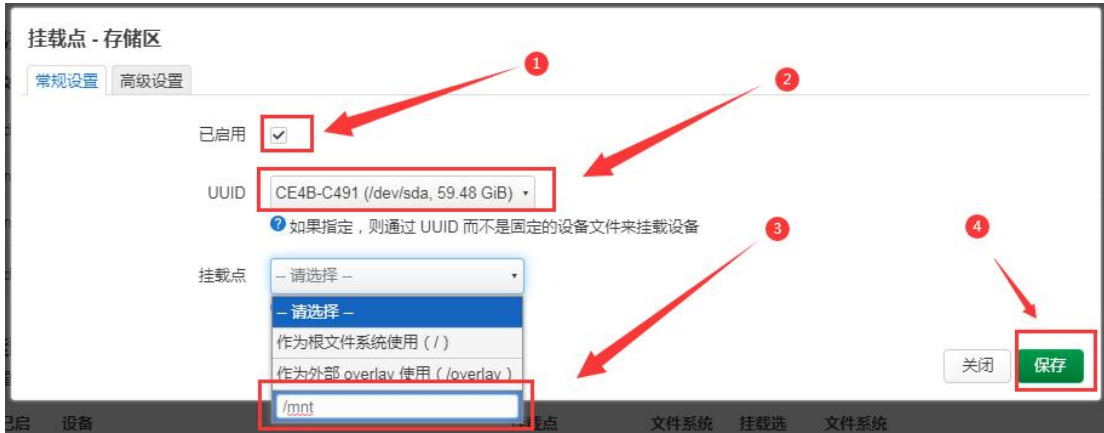 挂载点 - 存储区
常规设置 高级设置
1
2
已启用
UUID CE4B-C491 (/dev/sda, 59.48 GiB)
如果指定，则通过 UUID 而不是固定的设备文件来挂载设备
3
4
挂载点 -- 请选择 --
-- 请选择 --
作为根文件系统使用 ( / )
作为外部 overlay 使用 ( /overlay )
/mnt
关闭 保存
设备 文件系统 挂载选 文件系统